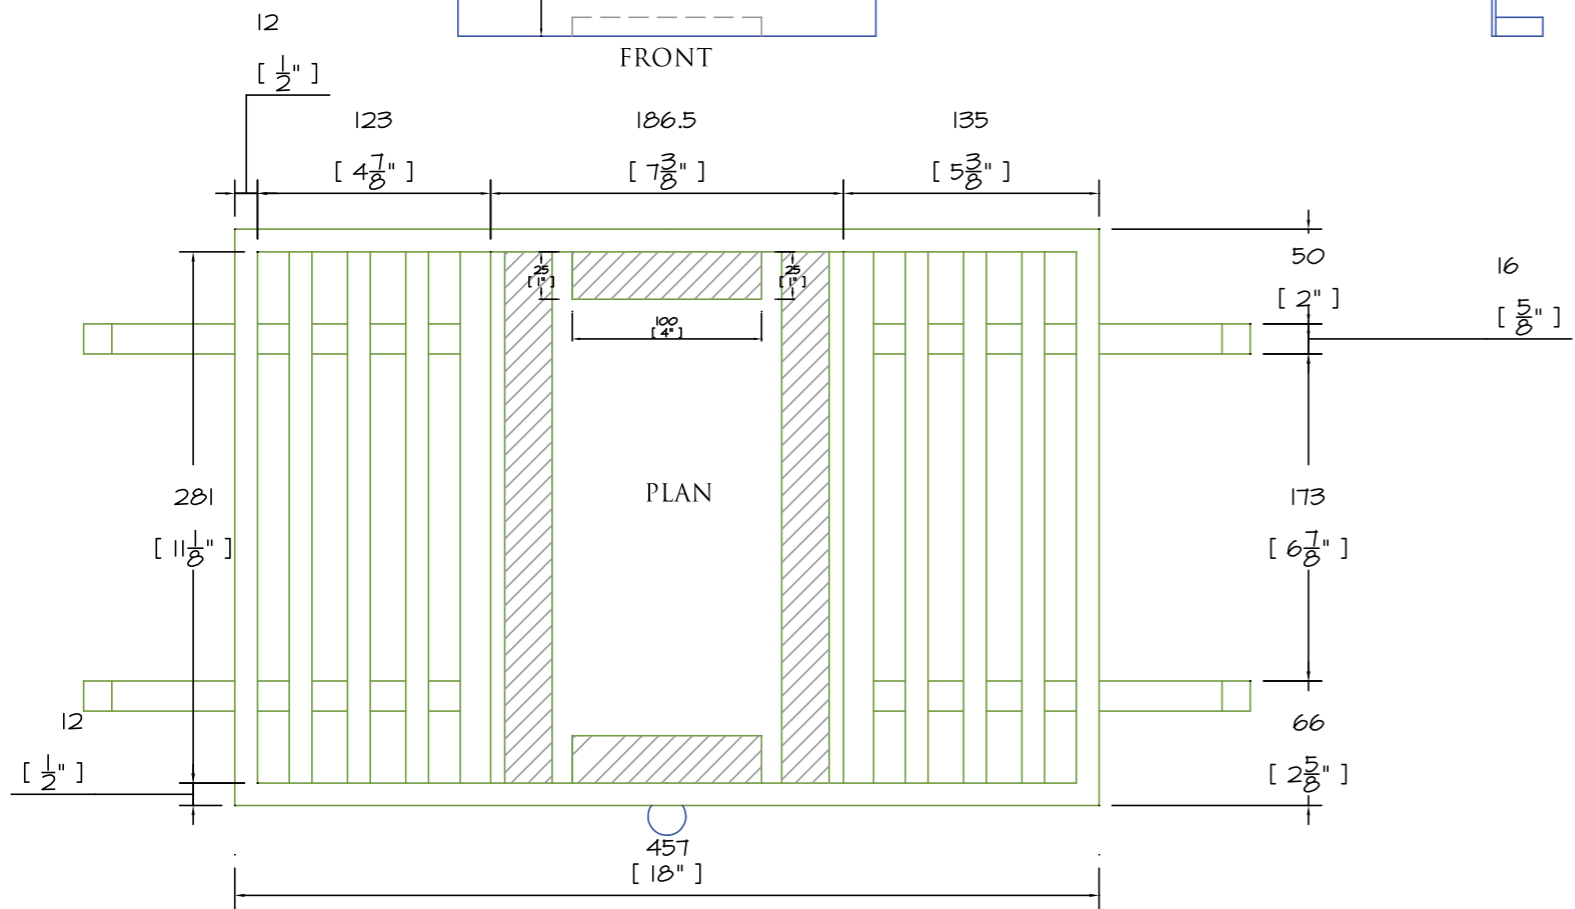 12
[ 1/2" ]
FRONT
123
[ 4 7/8" ]
186.5
[ 7 3/8" ]
135
[ 5 3/8" ]
25
[ 1" ]
25
[ 1" ]
50
[ 2" ]
16
[ 5/8" ]
100
[ 4" ]
PLAN
281
[ 11 1/8" ]
173
[ 6 7/8" ]
12
[ 1/2" ]
66
[ 2 5/8" ]
457
[ 18" ]